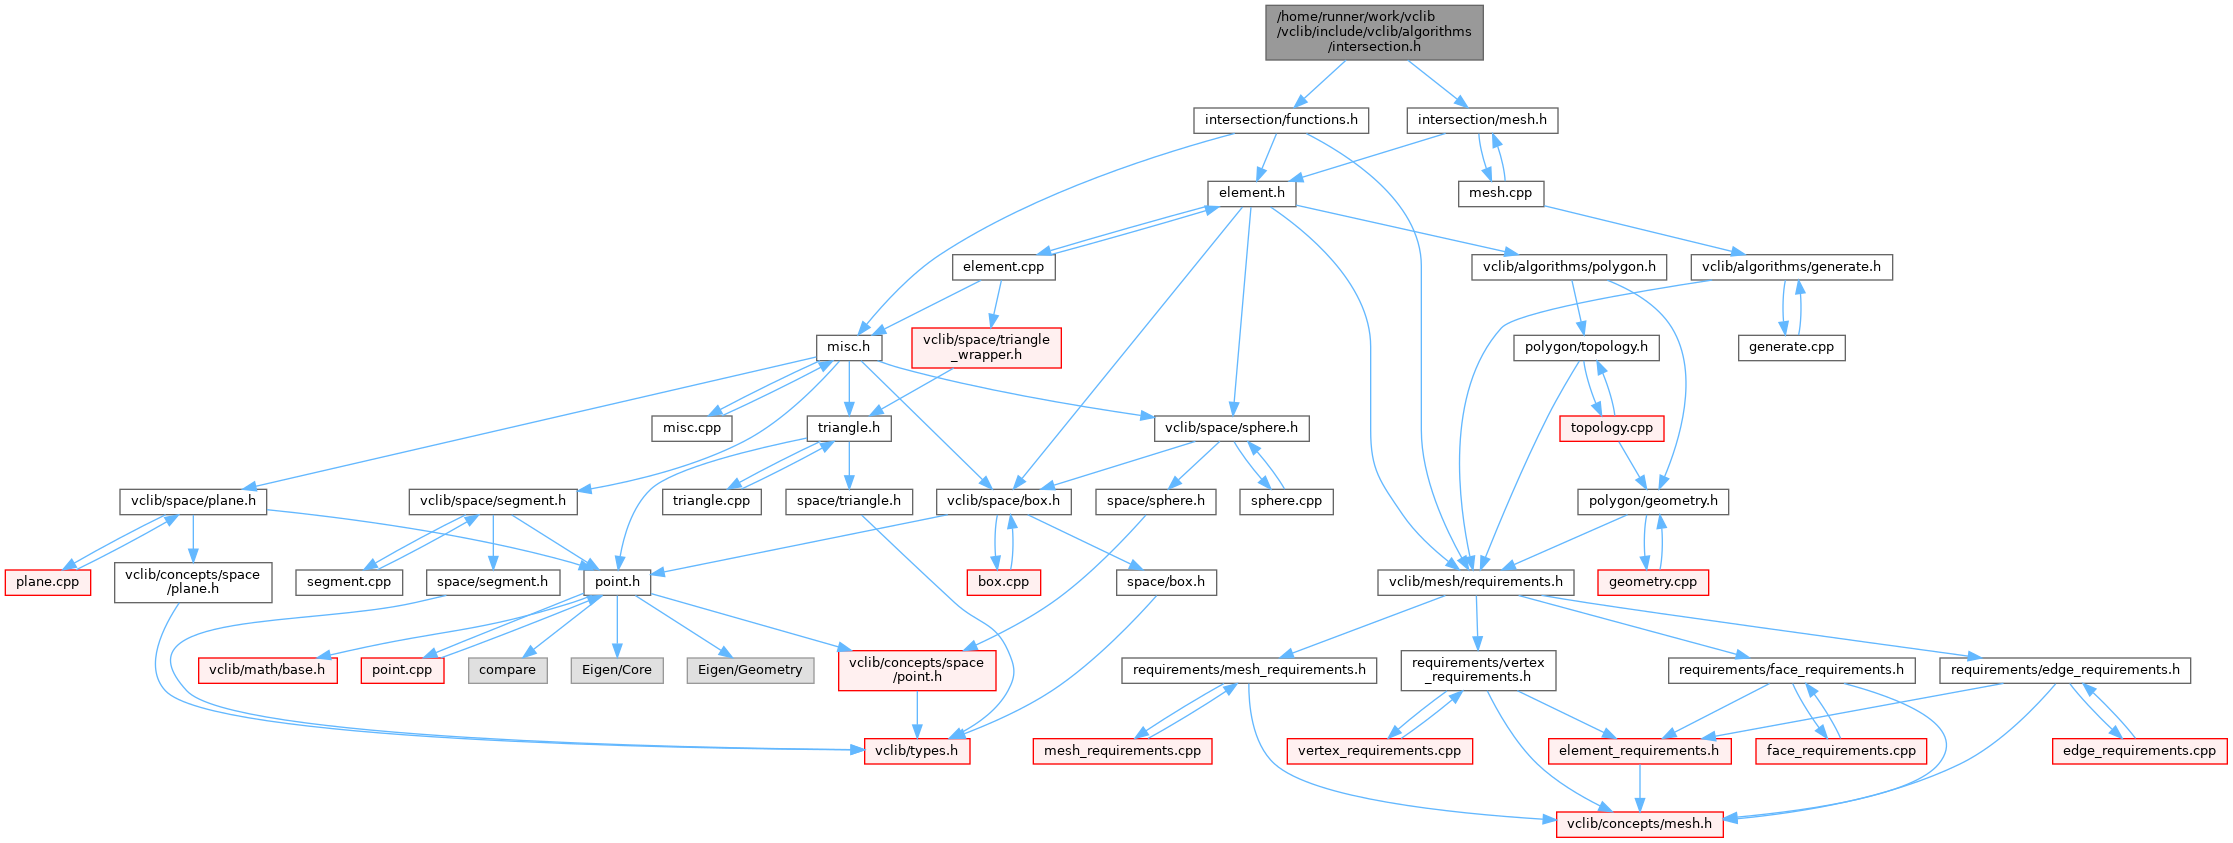 /home/runner/work/vclib
/vclib/include/vclib/algorithms
/intersection.h
intersection/functions.h
intersection/mesh.h
element.h
mesh.cpp
element.cpp
vclib/algorithms/polygon.h
vclib/algorithms/generate.h
misc.h
vclib/space/triangle
_wrapper.h
polygon/topology.h
generate.cpp
misc.cpp
triangle.h
vclib/space/sphere.h
topology.cpp
vclib/space/plane.h
vclib/space/segment.h
triangle.cpp
space/triangle.h
vclib/space/box.h
space/sphere.h
sphere.cpp
polygon/geometry.h
plane.cpp
vclib/concepts/space
/plane.h
segment.cpp
space/segment.h
point.h
box.cpp
space/box.h
vclib/mesh/requirements.h
geometry.cpp
vclib/math/base.h
point.cpp
compare
Eigen/Core
Eigen/Geometry
vclib/concepts/space
/point.h
requirements/mesh_requirements.h
requirements/vertex
_requirements.h
requirements/face_requirements.h
requirements/edge_requirements.h
vclib/types.h
mesh_requirements.cpp
vertex_requirements.cpp
element_requirements.h
face_requirements.cpp
edge_requirements.cpp
vclib/concepts/mesh.h